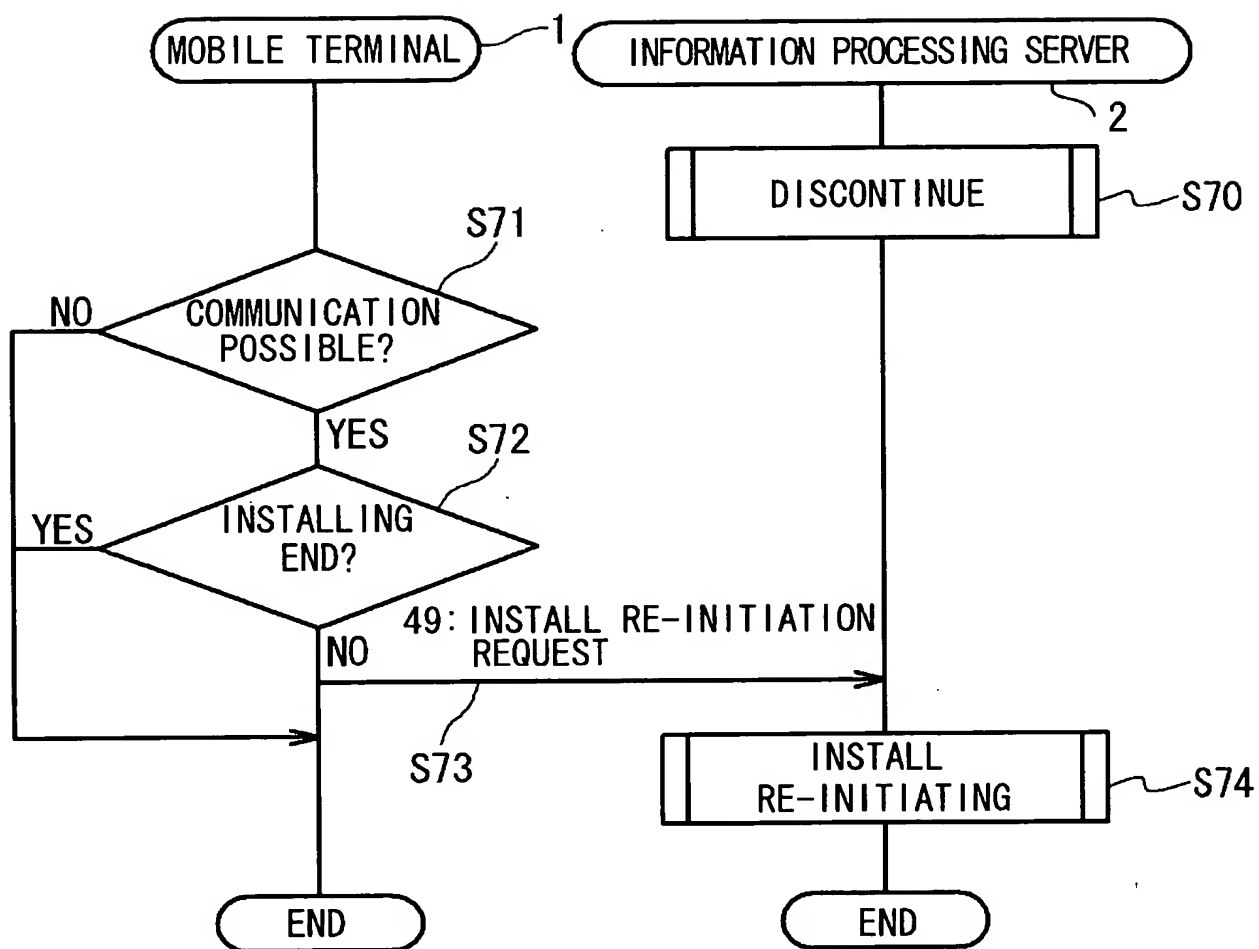 MOBILE TERMINAL
1
INFORMATION PROCESSING SERVER
2
DISCONTINUE
S70
S71
NO
COMMUNICATION
POSSIBLE?
YES
S72
YES
INSTALLING
END?
NO
49: INSTALL RE-INITIATION
REQUEST
S73
INSTALL
RE-INITIATING
S74
END
END